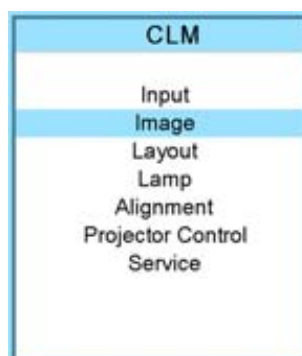 CLM
Input
Image
Layout
Lamp
Alignment
Projector Control
Service